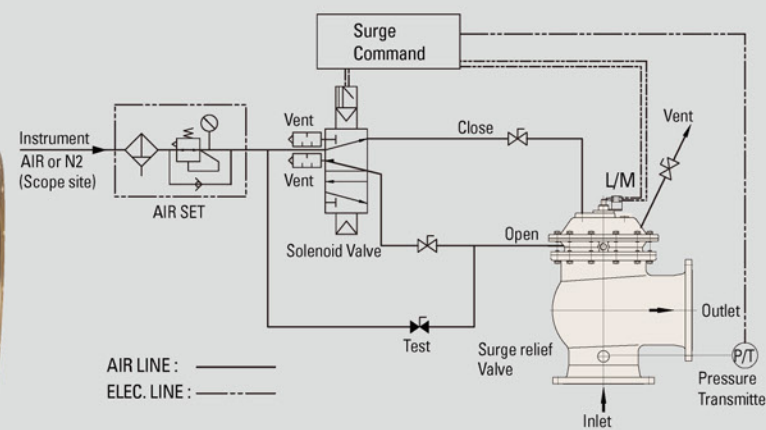 Surge
Command
Vent
Instrument
AIR or N2
(Scope site)
AIR SET
Vent
Close
Vent
L/M
Solenoid Valve
Open
Outlet
Test
Surge relief
Valve
P/T
Pressure
Transmitte
AIR LINE :
ELEC. LINE :
Inlet